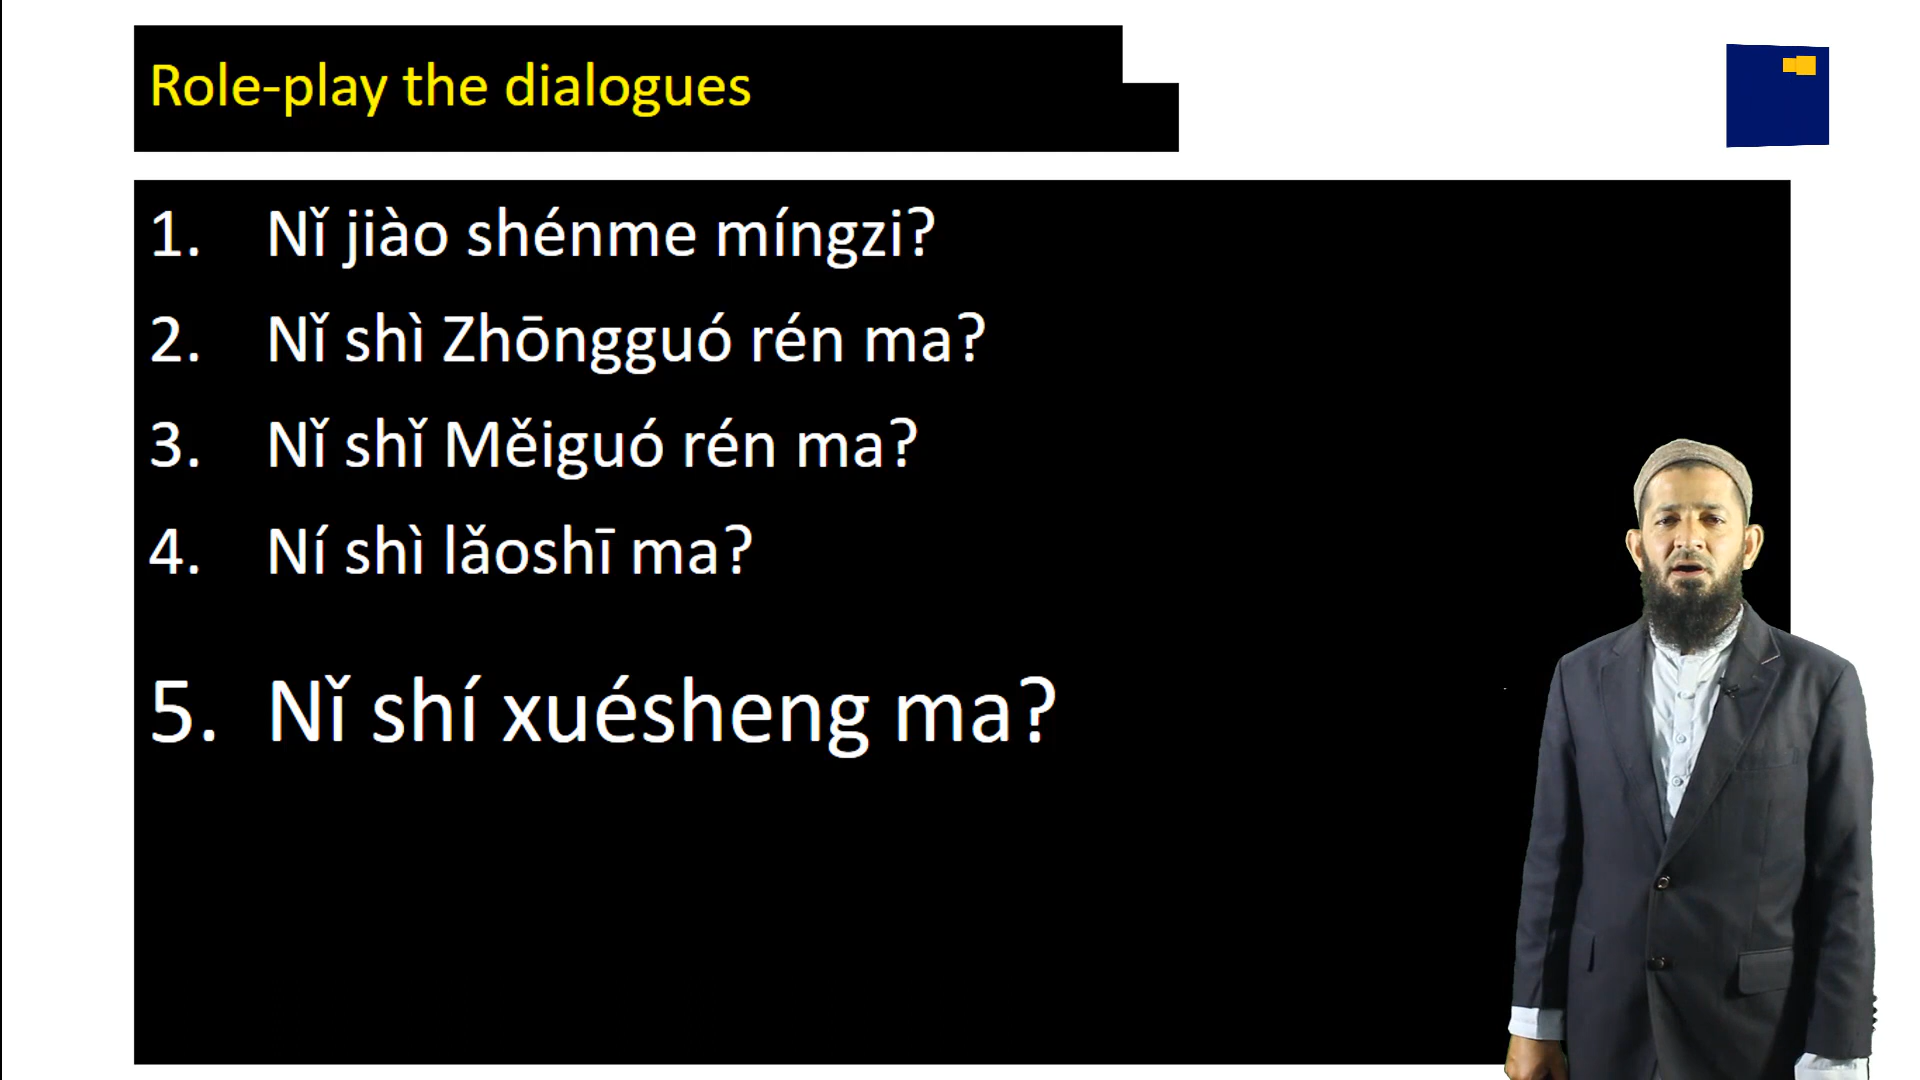 Role-play the dialogues
1. Nǐ jiào shénme míngzi?
2. Nǐ shì Zhōngguó rén ma?
3. Nǐ shǐ Měiguó rén ma?
4. Ní shì lǎoshī ma?
5. Nǐ shí xuésheng ma?